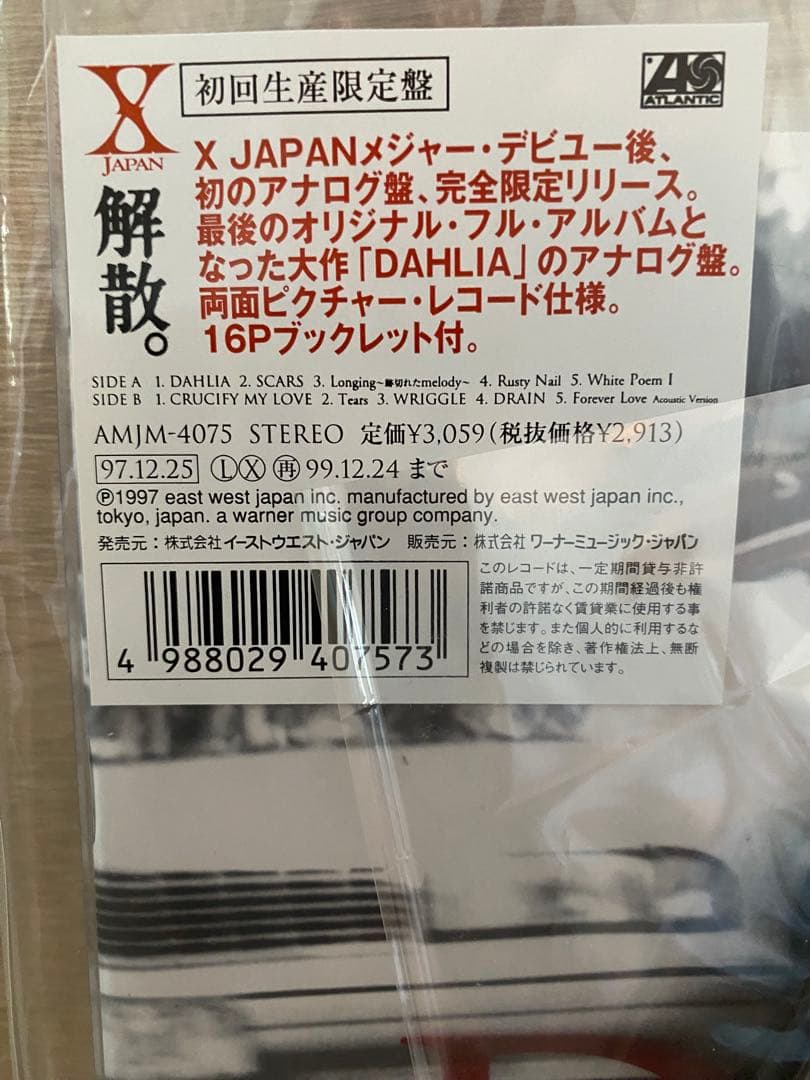 X
JAPAN
初回生産限定盤
ATLANTIC
解散。
X JAPANメジャー・デビュー後、
初のアナログ盤、完全限定リリース。
最後のオリジナル・フル・アルバムと
なった大作「DAHLIA」のアナログ盤。
両面ピクチャー・レコード仕様。
16Pブックレット付。
SIDE A 1. DAHLIA 2. SCARS 3. Longing~跡切れたmelody~ 4. Rusty Nail 5. White Poem I
SIDE B 1. CRUCIFY MY LOVE 2. Tears 3. WRIGGLE 4. DRAIN 5. Forever Love Acoustic Version
AMJM-4075 STEREO 定価¥3,059(税抜価格¥2,913)
97.12.25 Ⓛ Ⓧ ㊢ 99.12.24 まで
℗1997 east west japan inc. manufactured by east west japan inc.,
tokyo, japan. a warner music group company.
発売元:株式会社イーストウエスト・ジャパン 販売元:株式会社ワーナーミュージック・ジャパン
このレコードは、一定期間貸与非許
諾商品ですが、この期間経過後も権
利者の許諾なく賃貸業に使用する事
を禁じます。また個人的に利用するな
どの場合を除き、著作権法上、無断
複製は禁じられています。
4 988029 407573